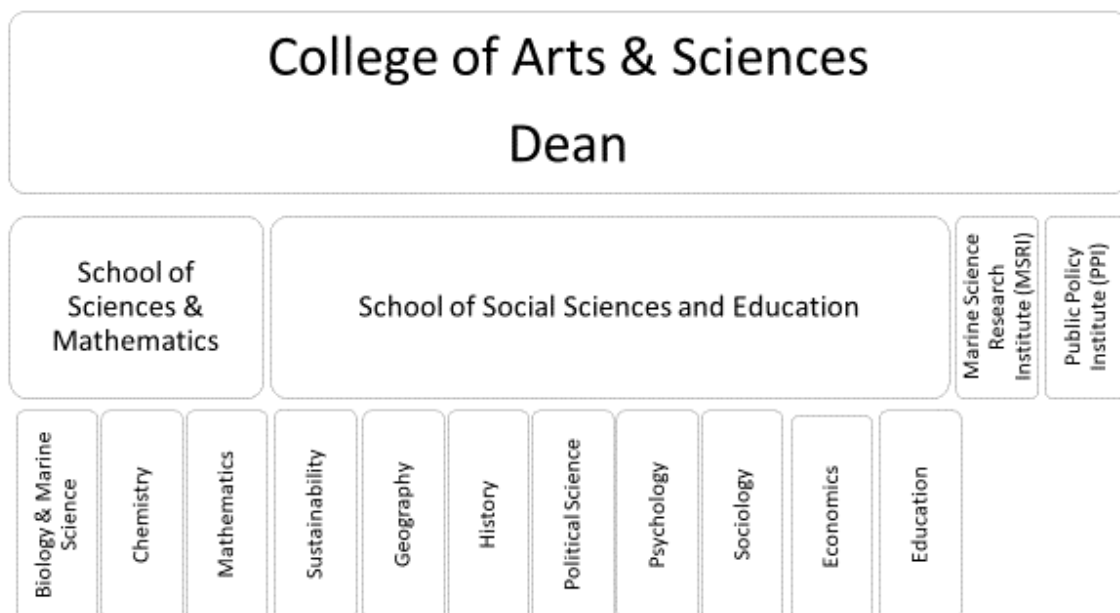 College of Arts & Sciences
Dean
School of
Sciences &
Mathematics
School of Social Sciences and Education
Marine Science
Research
Institute (MSRI)
Public Policy
Institute (PPI)
Biology & Marine
Science
Chemistry
Mathematics
Sustainability
Geography
History
Political Science
Psychology
Sociology
Economics
Education